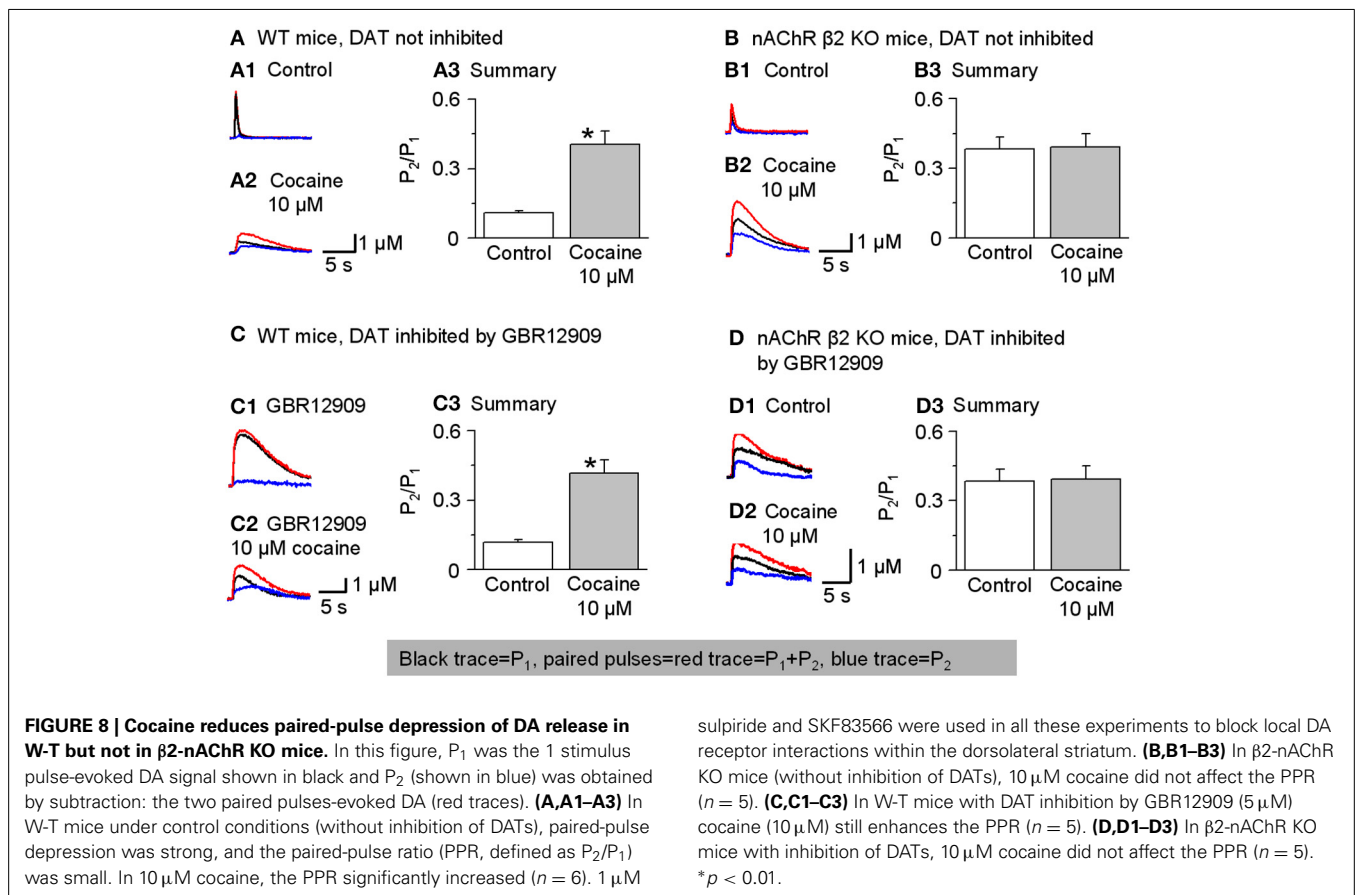 A WT mice, DAT not inhibited
A1 Control
A2 Cocaine
10 μM
1 μM
5 s
A3 Summary
0.6
0.3
0
P₂/P₁
*
Control
Cocaine
10 μM
B nAChR β2 KO mice, DAT not inhibited
B1 Control
B2 Cocaine
10 μM
1 μM
5 s
B3 Summary
0.6
0.3
0
P₂/P₁
Control
Cocaine
10 μM
C WT mice, DAT inhibited by GBR12909
C1 GBR12909
C2 GBR12909
10 μM cocaine
1 μM
5 s
C3 Summary
0.6
0.3
0
P₂/P₁
*
Control
Cocaine
10 μM
D nAChR β2 KO mice, DAT inhibited
by GBR12909
D1 Control
D2 Cocaine
10 μM
1 μM
5 s
D3 Summary
0.6
0.3
0
P₂/P₁
Control
Cocaine
10 μM
Black trace=P₁, paired pulses=red trace=P₁+P₂, blue trace=P₂
FIGURE 8 | Cocaine reduces paired-pulse depression of DA release in
W-T but not in β2-nAChR KO mice. In this figure, P₁ was the 1 stimulus
pulse-evoked DA signal shown in black and P₂ (shown in blue) was obtained
by subtraction: the two paired pulses-evoked DA (red traces). (A,A1–A3) In
W-T mice under control conditions (without inhibition of DATs), paired-pulse
depression was strong, and the paired-pulse ratio (PPR, defined as P₂/P₁)
was small. In 10 μM cocaine, the PPR significantly increased (n = 6). 1 μM
sulpiride and SKF83566 were used in all these experiments to block local DA
receptor interactions within the dorsolateral striatum. (B,B1–B3) In β2-nAChR
KO mice (without inhibition of DATs), 10 μM cocaine did not affect the PPR
(n = 5). (C,C1–C3) In W-T mice with DAT inhibition by GBR12909 (5 μM)
cocaine (10 μM) still enhances the PPR (n = 5). (D,D1–D3) In β2-nAChR KO
mice with inhibition of DATs, 10 μM cocaine did not affect the PPR (n = 5).
*p < 0.01.